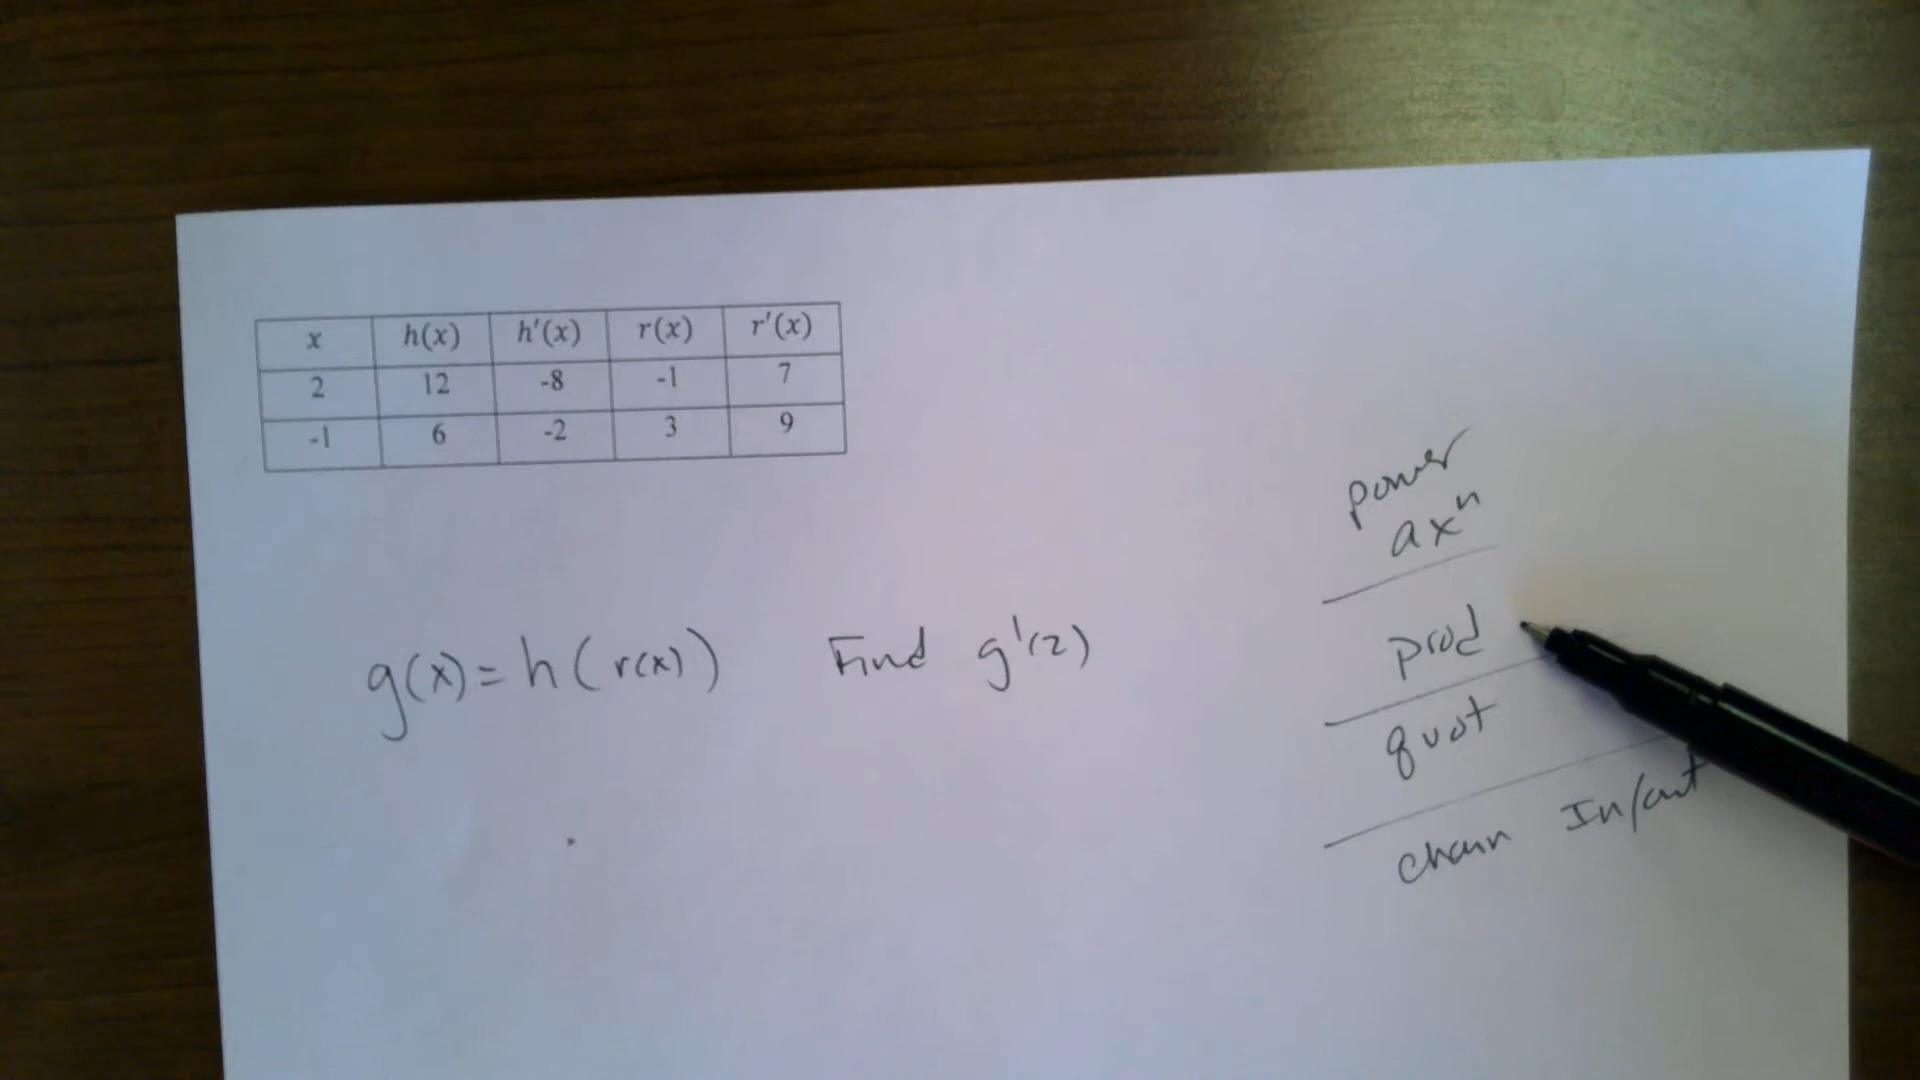 x h(x) h'(x) r(x) r'(x)
2 12 -8 -1 7
-1 6 -2 3 9
power
ax^n
g(x) = h(r(x)) Find g'(2)
prod
quot
chain In/out